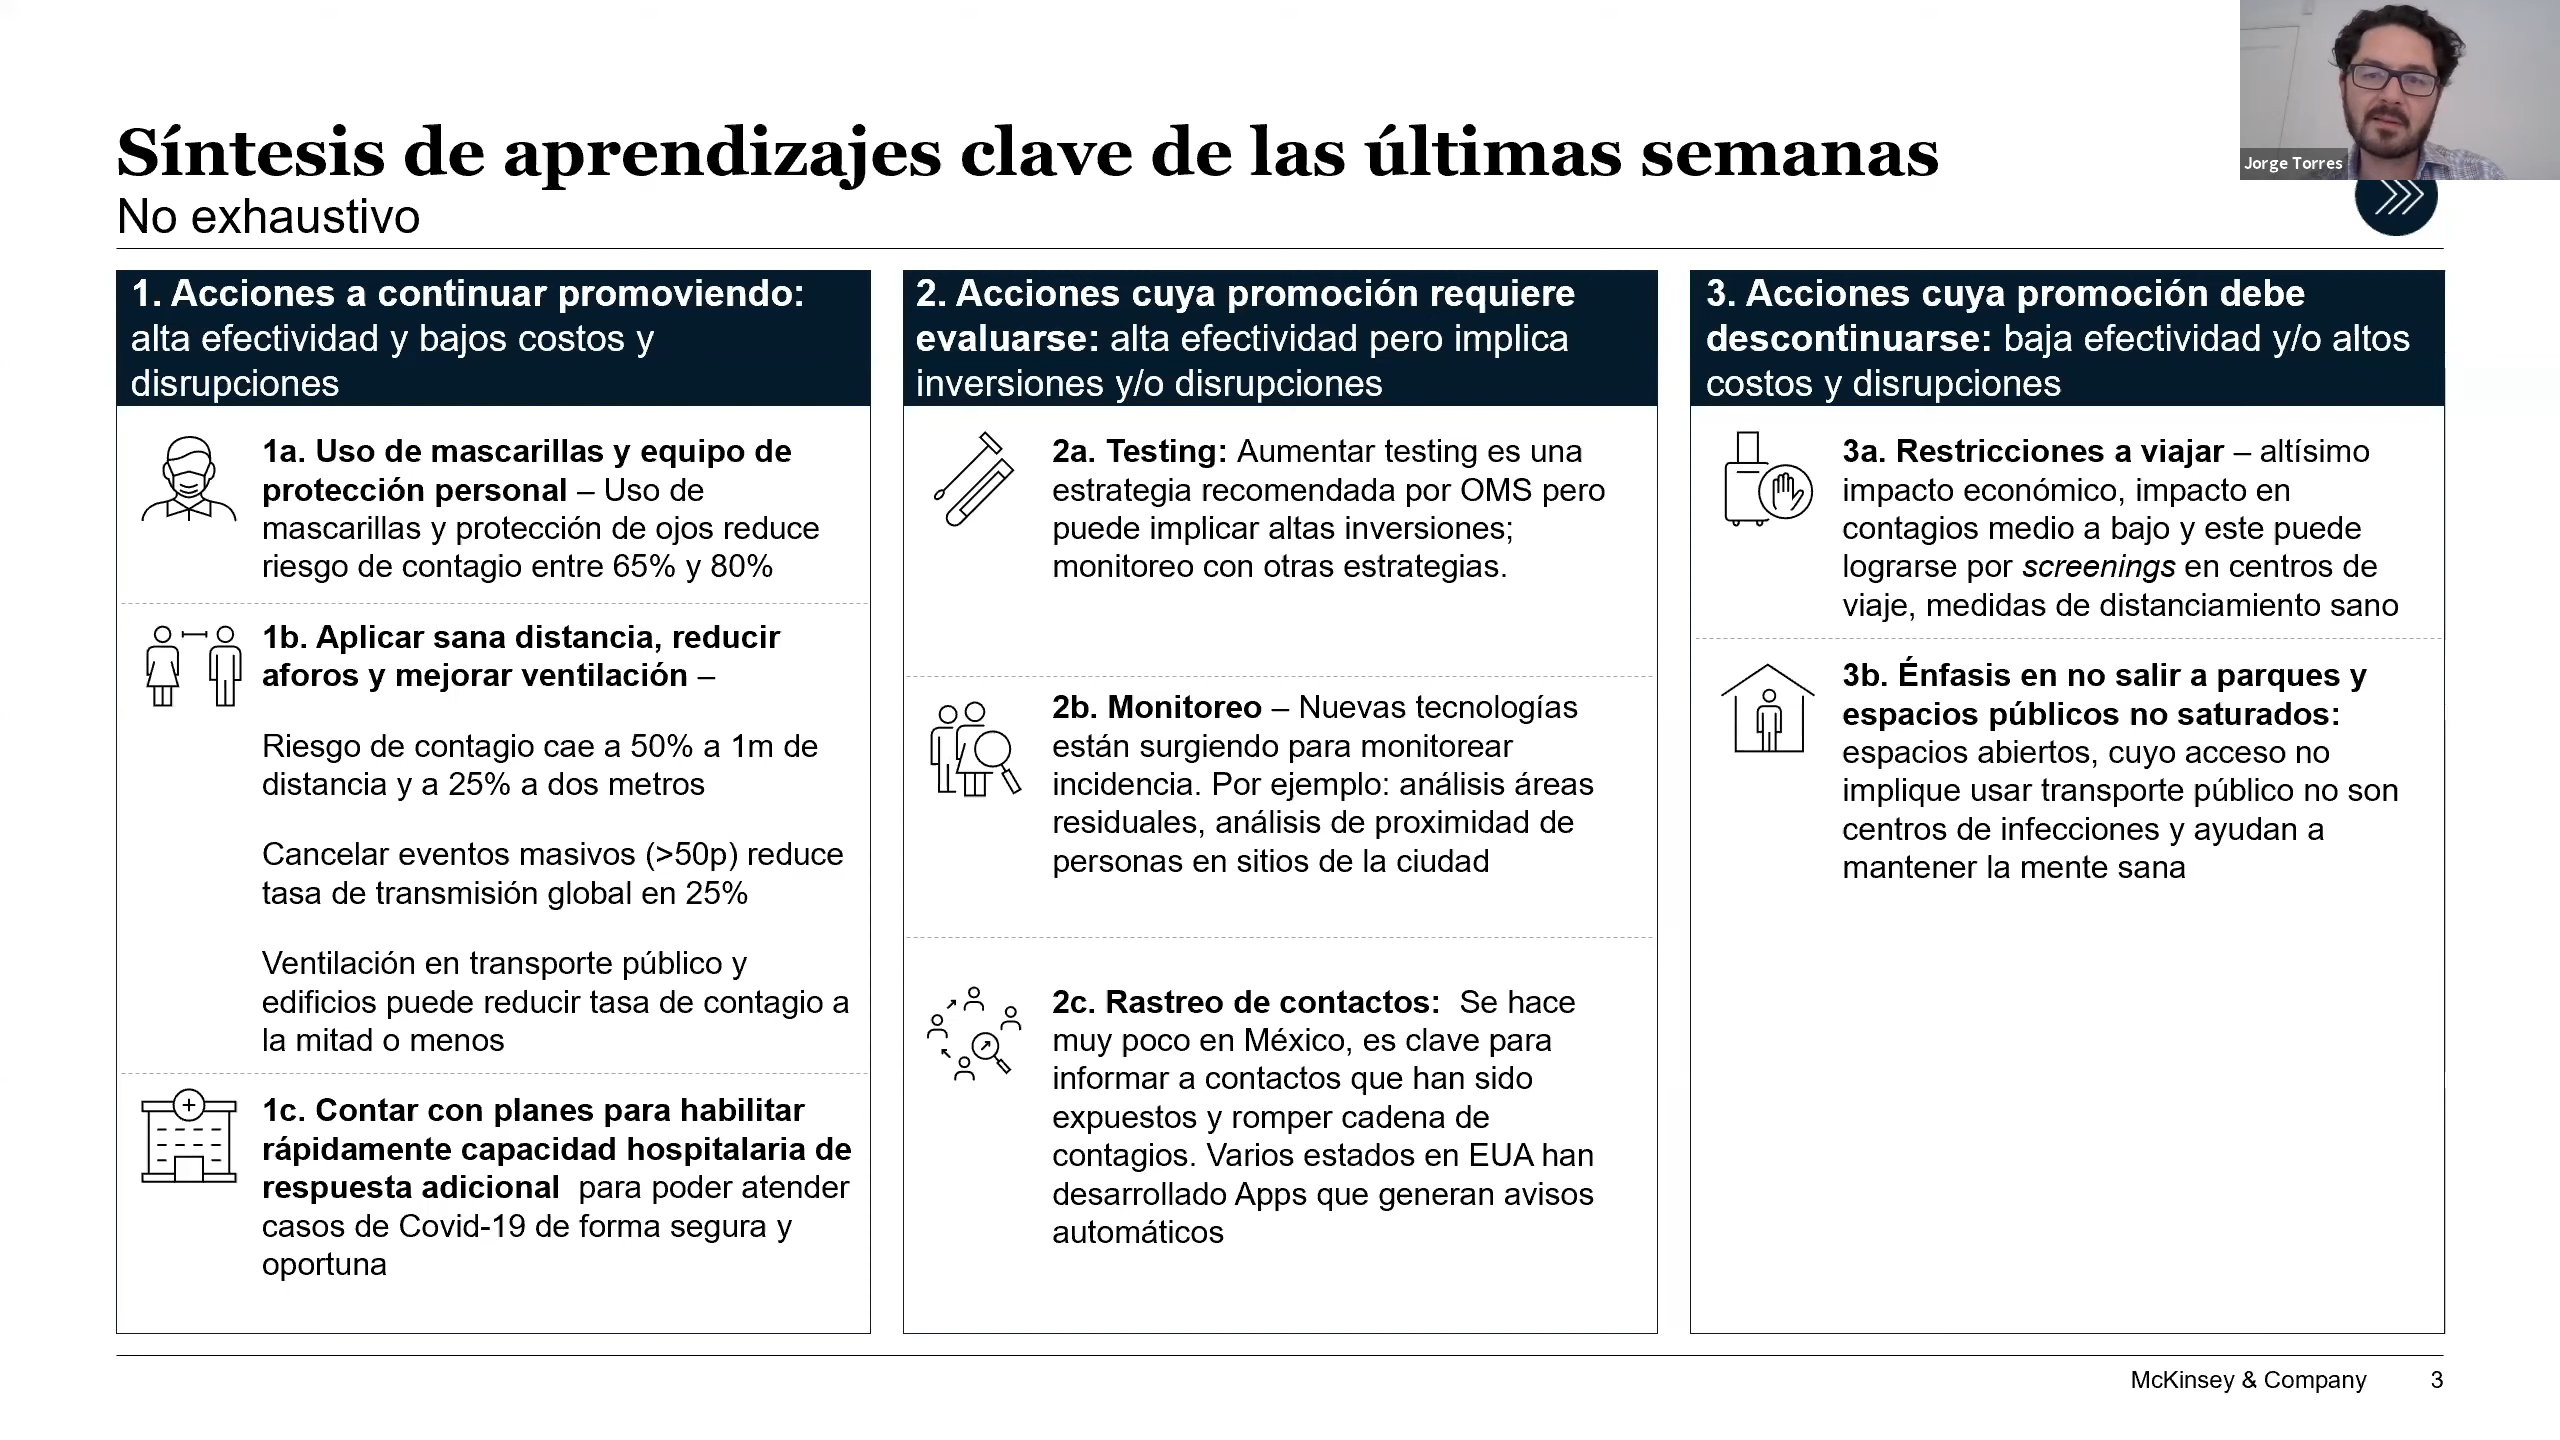 Jorge Torres
Síntesis de aprendizajes clave de las últimas semanas
No exhaustivo
1. Acciones a continuar promoviendo:
alta efectividad y bajos costos y
disrupciones
1a. Uso de mascarillas y equipo de
protección personal – Uso de
mascarillas y protección de ojos reduce
riesgo de contagio entre 65% y 80%
1b. Aplicar sana distancia, reducir
aforos y mejorar ventilación –
Riesgo de contagio cae a 50% a 1m de
distancia y a 25% a dos metros
Cancelar eventos masivos (>50p) reduce
tasa de transmisión global en 25%
Ventilación en transporte público y
edificios puede reducir tasa de contagio a
la mitad o menos
1c. Contar con planes para habilitar
rápidamente capacidad hospitalaria de
respuesta adicional para poder atender
casos de Covid-19 de forma segura y
oportuna
2. Acciones cuya promoción requiere
evaluarse: alta efectividad pero implica
inversiones y/o disrupciones
2a. Testing: Aumentar testing es una
estrategia recomendada por OMS pero
puede implicar altas inversiones;
monitoreo con otras estrategias.
2b. Monitoreo – Nuevas tecnologías
están surgiendo para monitorear
incidencia. Por ejemplo: análisis áreas
residuales, análisis de proximidad de
personas en sitios de la ciudad
2c. Rastreo de contactos: Se hace
muy poco en México, es clave para
informar a contactos que han sido
expuestos y romper cadena de
contagios. Varios estados en EUA han
desarrollado Apps que generan avisos
automáticos
3. Acciones cuya promoción debe
descontinuarse: baja efectividad y/o altos
costos y disrupciones
3a. Restricciones a viajar – altísimo
impacto económico, impacto en
contagios medio a bajo y este puede
lograrse por screenings en centros de
viaje, medidas de distanciamiento sano
3b. Énfasis en no salir a parques y
espacios públicos no saturados:
espacios abiertos, cuyo acceso no
implique usar transporte público no son
centros de infecciones y ayudan a
mantener la mente sana
McKinsey & Company 3